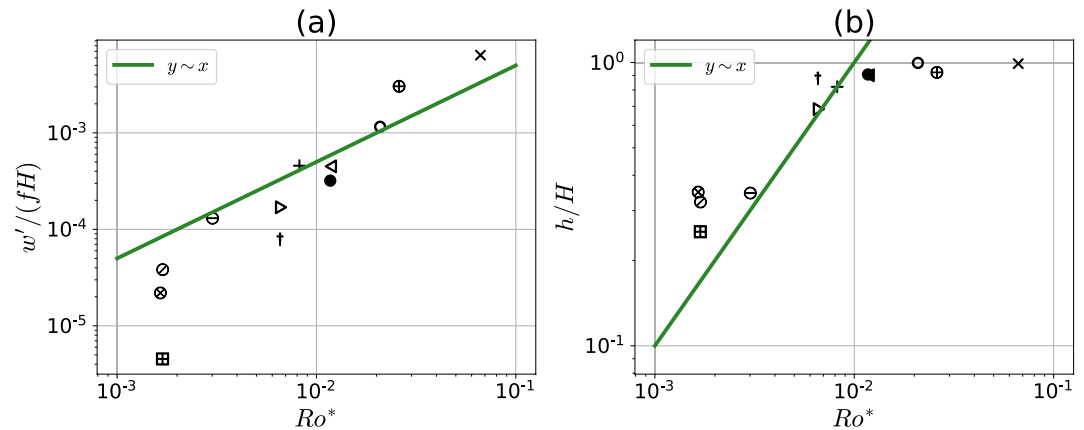 (a)
w′/(fH)
10⁻³
10⁻⁴
10⁻⁵
y ∼ x
†
10⁻³ 10⁻² 10⁻¹
Ro*
(b)
h/H
10⁰
10⁻¹
y ∼ x
†
10⁻³ 10⁻² 10⁻¹
Ro*